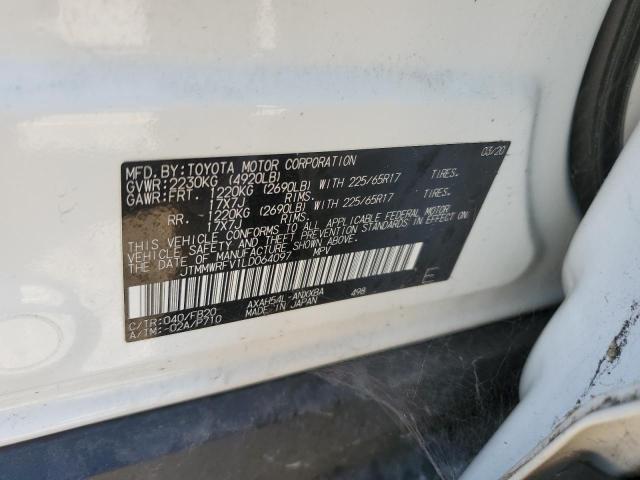 MFD. BY: TOYOTA MOTOR CORPORATION 03/20
GVWR: 2230KG (4920LB)
GAWR: FRT. 1220KG (2690LB) WITH 225/65R17 TIRES.
17X7J RIMS.
RR. 1220KG (2690LB) WITH 225/65R17 TIRES.
17X7J RIMS.
THIS VEHICLE CONFORMS TO ALL APPLICABLE FEDERAL MOTOR
VEHICLE SAFETY AND BUMPER STANDARDS IN EFFECT ON THE
DATE OF MANUFACTURE SHOWN ABOVE.
JTMMWRFV1LD064097 MPV
E
C/TR: 040/FB20 AXAH54L-ANXXBA 498
A/TM: -02A/P710 MADE IN JAPAN